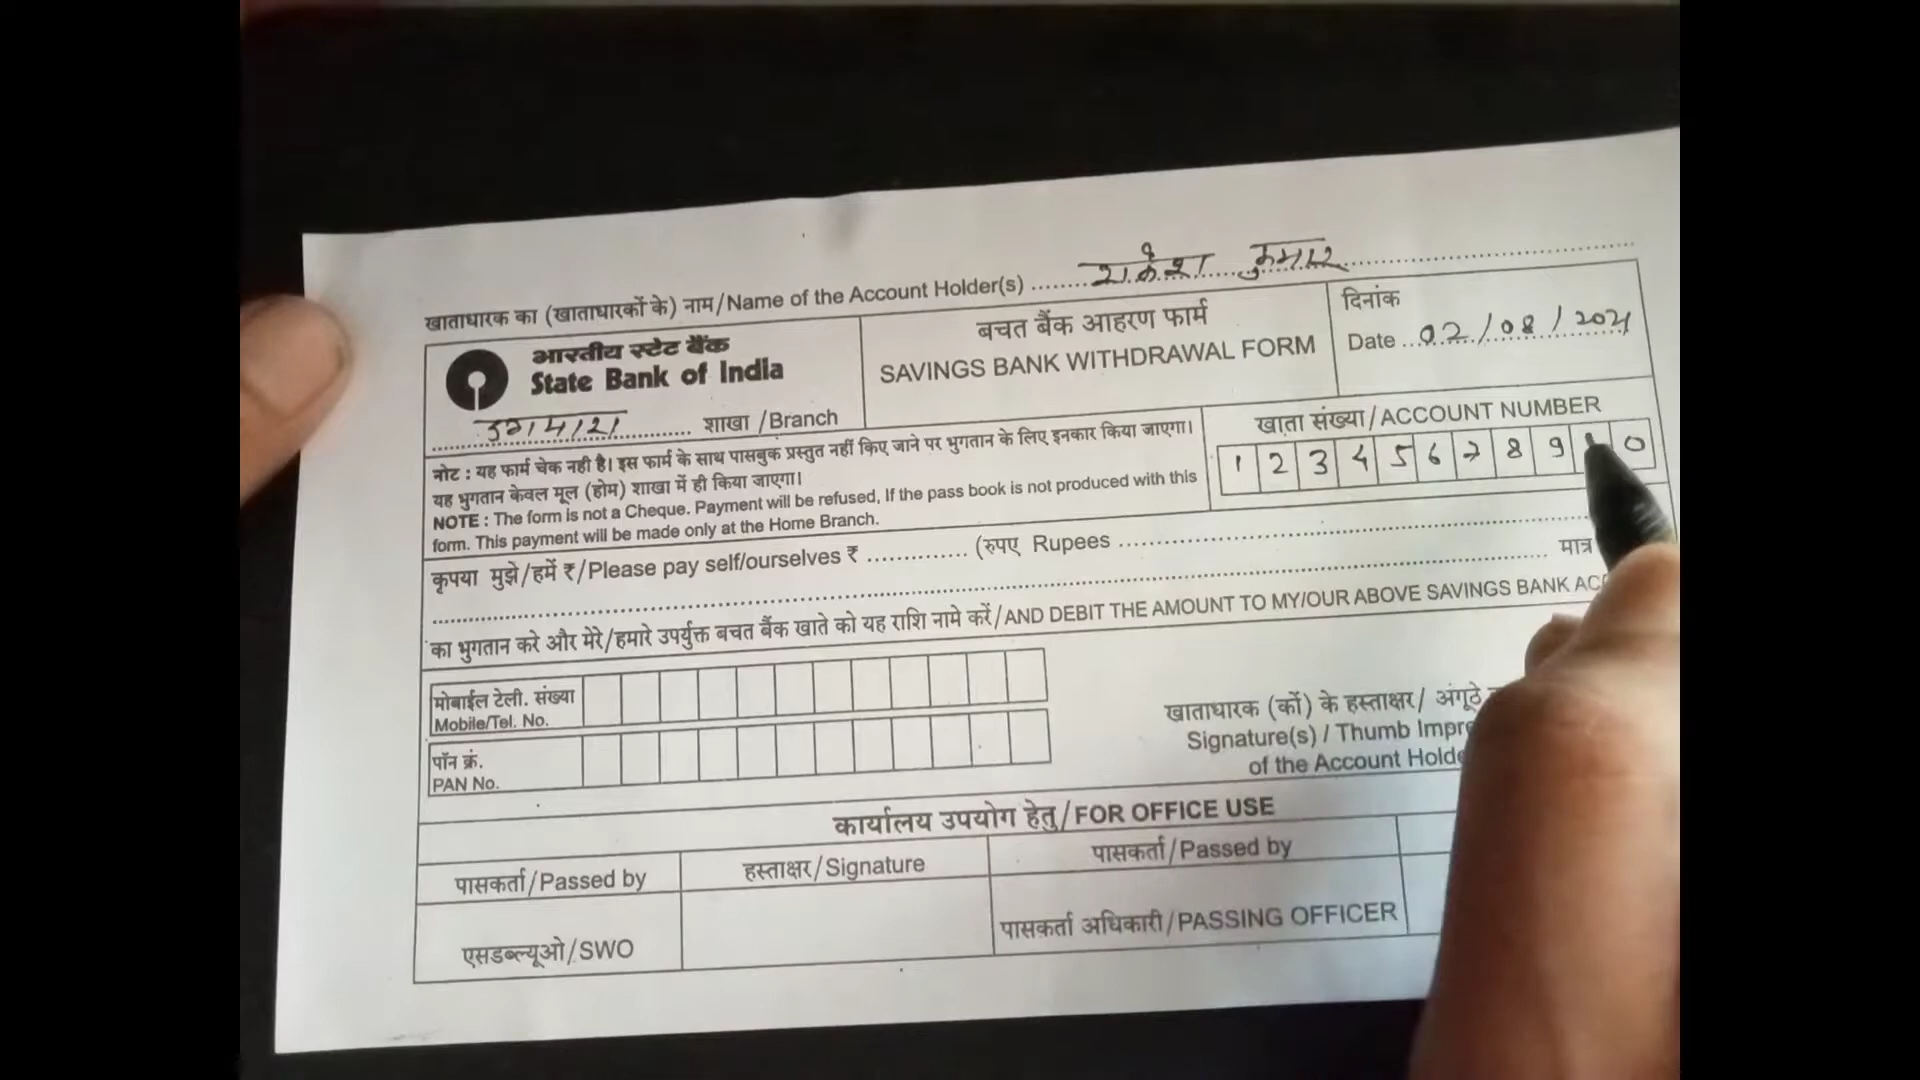 खाताधारक का (खाताधारकों के) नाम/Name of the Account Holder(s) ........ राकेश कुमार ........
भारतीय स्टेट बैंक
State Bank of India
शाखा /Branch
बचत बैंक आहरण फार्म
SAVINGS BANK WITHDRAWAL FORM
दिनांक
Date ..02/08/2021
खाता संख्या/ACCOUNT NUMBER
1 2 3 4 5 6 7 8 9 0
नोट : यह फार्म चेक नही है। इस फार्म के साथ पासबुक प्रस्तुत नहीं किए जाने पर भुगतान के लिए इनकार किया जाएगा।
यह भुगतान केवल मूल (होम) शाखा में ही किया जाएगा।
NOTE : The form is not a Cheque. Payment will be refused, If the pass book is not produced with this
form. This payment will be made only at the Home Branch.
कृपया मुझे/हमें ₹/Please pay self/ourselves ₹ .............. (रुपए Rupees ..............
.............. मात्र
का भुगतान करे और मेरे/हमारे उपर्युक्त बचत बैंक खाते को यह राशि नामे करें/AND DEBIT THE AMOUNT TO MY/OUR ABOVE SAVINGS BANK
मोबाईल टेली. संख्या
Mobile/Tel. No.
पॉन क्रं.
PAN No.
खाताधारक (कों) के हस्ताक्षर/ अंगूठे
Signature(s) / Thumb
of the Account
कार्यालय उपयोग हेतु/FOR OFFICE USE
पासकर्ता/Passed by
हस्ताक्षर/Signature
पासकर्ता/Passed by
एसडब्ल्यूओ/SWO
पासकर्ता अधिकारी/PASSING OFFICER